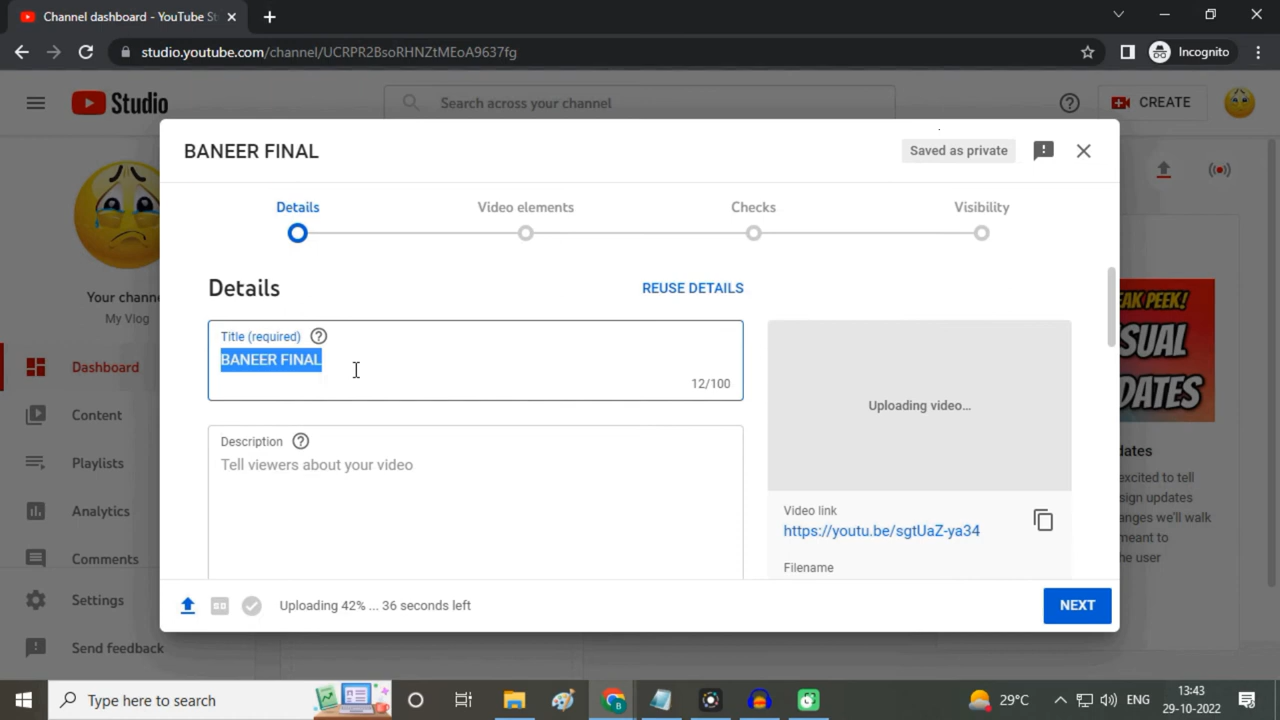 Channel dashboard - YouTube St
studio.youtube.com/channel/UCRPR2BsoRHNZtMEoA9637fg
Incognito
Studio
Search across your channel
CREATE
BANEER FINAL
Saved as private
Details
Video elements
Checks
Visibility
Details
REUSE DETAILS
Title (required)
BANEER FINAL
12/100
Description
Tell viewers about your video
Uploading video...
Video link
https://youtu.be/sgtUaZ-ya34
Filename
Uploading 42% ... 36 seconds left
NEXT
Your chann
My Vlog
Dashboard
Content
Playlists
Analytics
Comments
Settings
Send feedback
EAK PEEK!
SUAL
PDATES
dates
excited to tell
sign updates
anges we'll walk
meant to
the user
Type here to search
29°C
ENG
13:43
29-10-2022